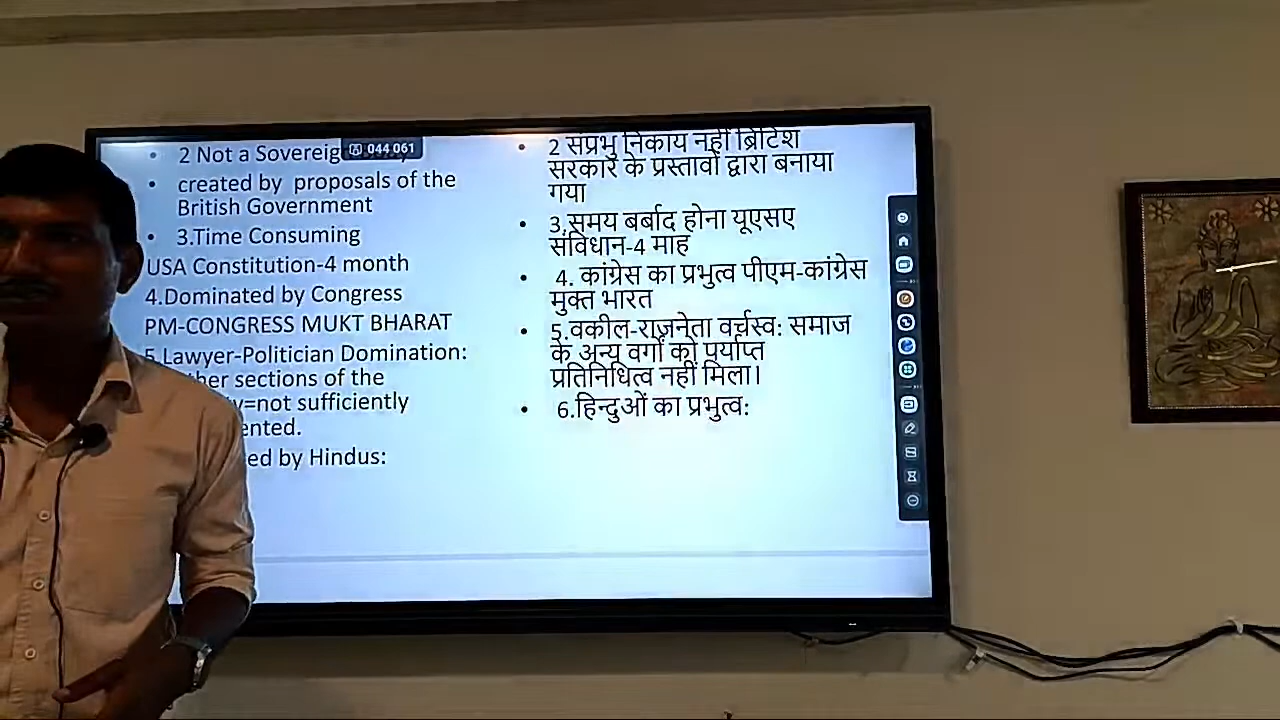 2 Not a Sovereig
044 061
created by proposals of the
British Government
3.Time Consuming
USA Constitution-4 month
4.Dominated by Congress
PM-CONGRESS MUKT BHARAT
5.Lawyer-Politician Domination:
her sections of the
y=not sufficiently
ented.
ed by Hindus:
2 संप्रभु निकाय नहीं ब्रिटिश
सरकार के प्रस्तावों द्वारा बनाया
गया
3.समय बर्बाद होना यूएसए
संविधान-4 माह
4. कांग्रेस का प्रभुत्व पीएम-कांग्रेस
मुक्त भारत
5.वकील-राजनेता वर्चस्व: समाज
के अन्य वर्गों को पर्याप्त
प्रतिनिधित्व नहीं मिला।
6.हिन्दुओं का प्रभुत्व: